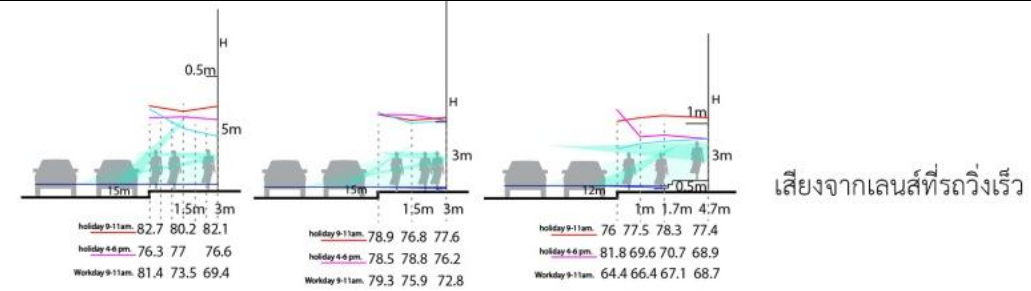 H
0.5m
5m
15m
1.5m 3m
holiday 9-11am. 82.7 80.2 82.1
holiday 4-6 pm. 76.3 77 76.6
Workday 9-11am. 81.4 73.5 69.4
H
3m
15m
1.5m 3m
holiday 9-11am. 78.9 76.8 77.6
holiday 4-6 pm. 78.5 78.8 76.2
Workday 9-11am. 79.3 75.9 72.8
H
1m
3m
12m
0.5m
1m 1.7m 4.7m
holiday 9-11am. 76 77.5 78.3 77.4
holiday 4-6 pm. 81.8 69.6 70.7 68.9
Workday 9-11am. 64.4 66.4 67.1 68.7
เสียงจากเลนส์ที่รถวิ่งเร็ว